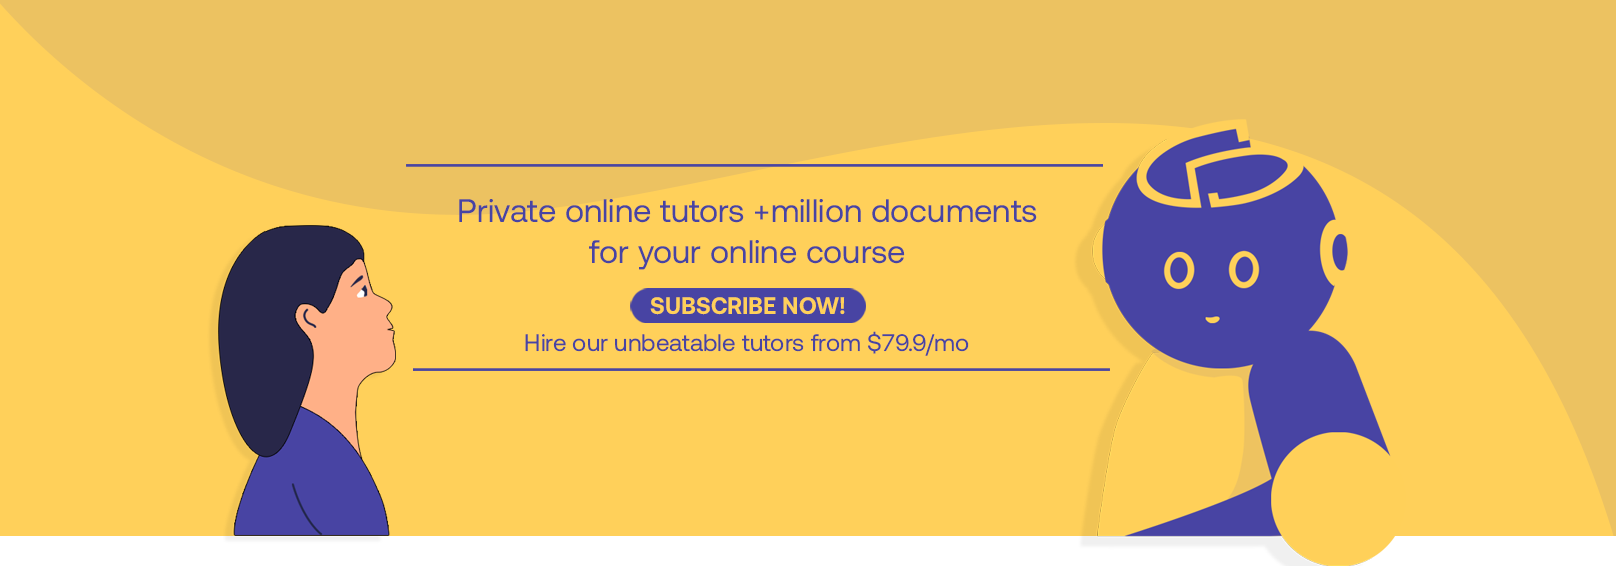 Private online tutors +million documents
for your online course
SUBSCRIBE NOW!
Hire our unbeatable tutors from $79.9/mo